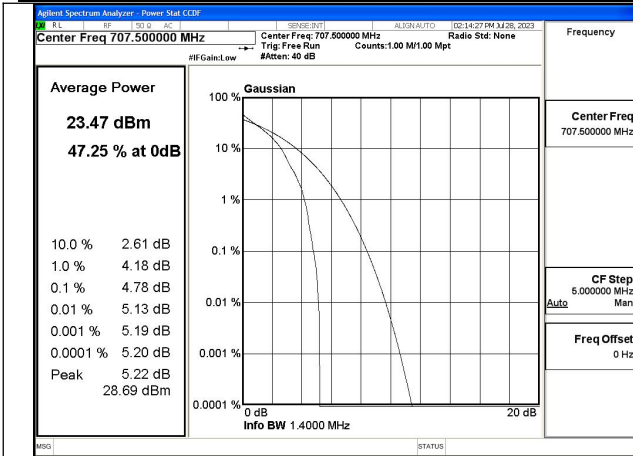 Agilent Spectrum Analyzer - Power Stat CCDF
RL RF 50 Ω AC SENSE:INT ALIGN AUTO 02:14:27 PM Jul 28, 2023
Center Freq 707.500000 MHz
Center Freq: 707.500000 MHz Radio Std: None
Trig: Free Run Counts:1.00 M/1.00 Mpt
#IFGain:Low #Atten: 40 dB
Average Power
23.47 dBm
47.25 % at 0dB
10.0 % 2.61 dB
1.0 % 4.18 dB
0.1 % 4.78 dB
0.01 % 5.13 dB
0.001 % 5.19 dB
0.0001 % 5.20 dB
Peak 5.22 dB
28.69 dBm
Gaussian
100 %
10 %
1 %
0.1 %
0.01 %
0.001 %
0.0001 %
0 dB 20 dB
Info BW 1.4000 MHz
Frequency
Center Freq
707.500000 MHz
CF Step
5.000000 MHz
Auto Man
Freq Offset
0 Hz
MSG STATUS